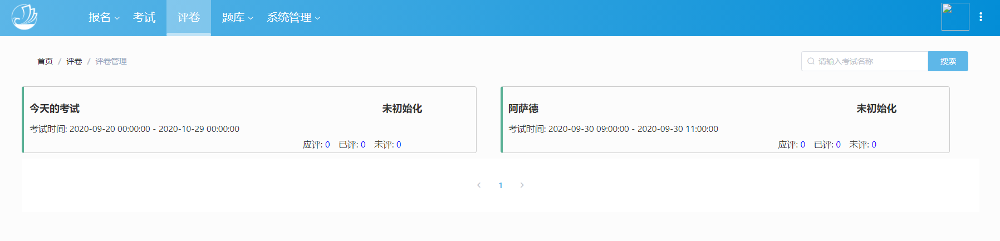 报名 考试 评卷 题库 系统管理
首页 / 评卷 / 评卷管理
请输入考试名称 搜索
今天的考试 未初始化
考试时间: 2020-09-20 00:00:00 - 2020-10-29 00:00:00
应评: 0 已评: 0 未评: 0
阿萨德 未初始化
考试时间: 2020-09-30 09:00:00 - 2020-09-30 11:00:00
应评: 0 已评: 0 未评: 0
1